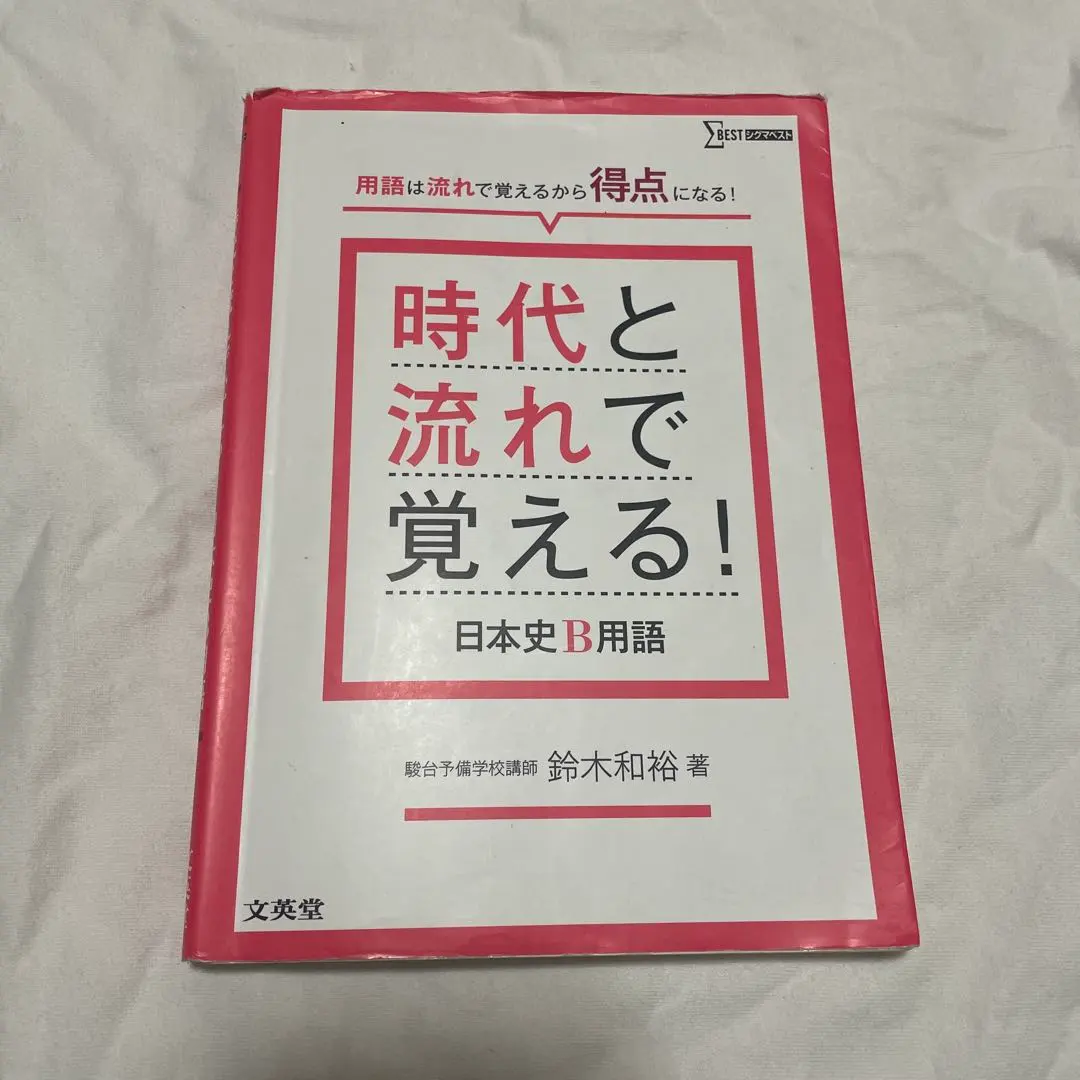 ΣBEST シグマベスト
用語は流れで覚えるから得点になる!
時代と
流れで
覚える!
日本史B用語
駿台予備学校講師 鈴木和裕 著
文英堂